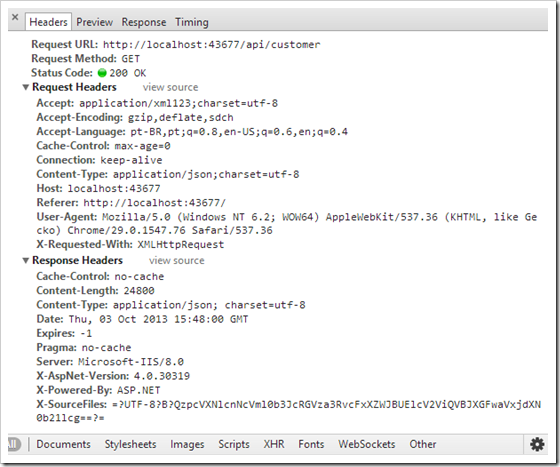 × Headers Preview Response Timing
Request URL: http://localhost:43677/api/customer
Request Method: GET
Status Code: 200 OK
▼ Request Headers view source
Accept: application/xml123;charset=utf-8
Accept-Encoding: gzip,deflate,sdch
Accept-Language: pt-BR,pt;q=0.8,en-US;q=0.6,en;q=0.4
Cache-Control: max-age=0
Connection: keep-alive
Content-Type: application/json;charset=utf-8
Host: localhost:43677
Referer: http://localhost:43677/
User-Agent: Mozilla/5.0 (Windows NT 6.2; WOW64) AppleWebKit/537.36 (KHTML, like Ge
cko) Chrome/29.0.1547.76 Safari/537.36
X-Requested-With: XMLHttpRequest
▼ Response Headers view source
Cache-Control: no-cache
Content-Length: 24800
Content-Type: application/json; charset=utf-8
Date: Thu, 03 Oct 2013 15:48:00 GMT
Expires: -1
Pragma: no-cache
Server: Microsoft-IIS/8.0
X-AspNet-Version: 4.0.30319
X-Powered-By: ASP.NET
X-SourceFiles: =?UTF-8?B?QzpcVXNlcnNcVml0b3JcRGVza3RvcFxXZWJBUElcV2ViQVBJXGFwaVxjdXN
0b21lcg==?=
All Documents Stylesheets Images Scripts XHR Fonts WebSockets Other